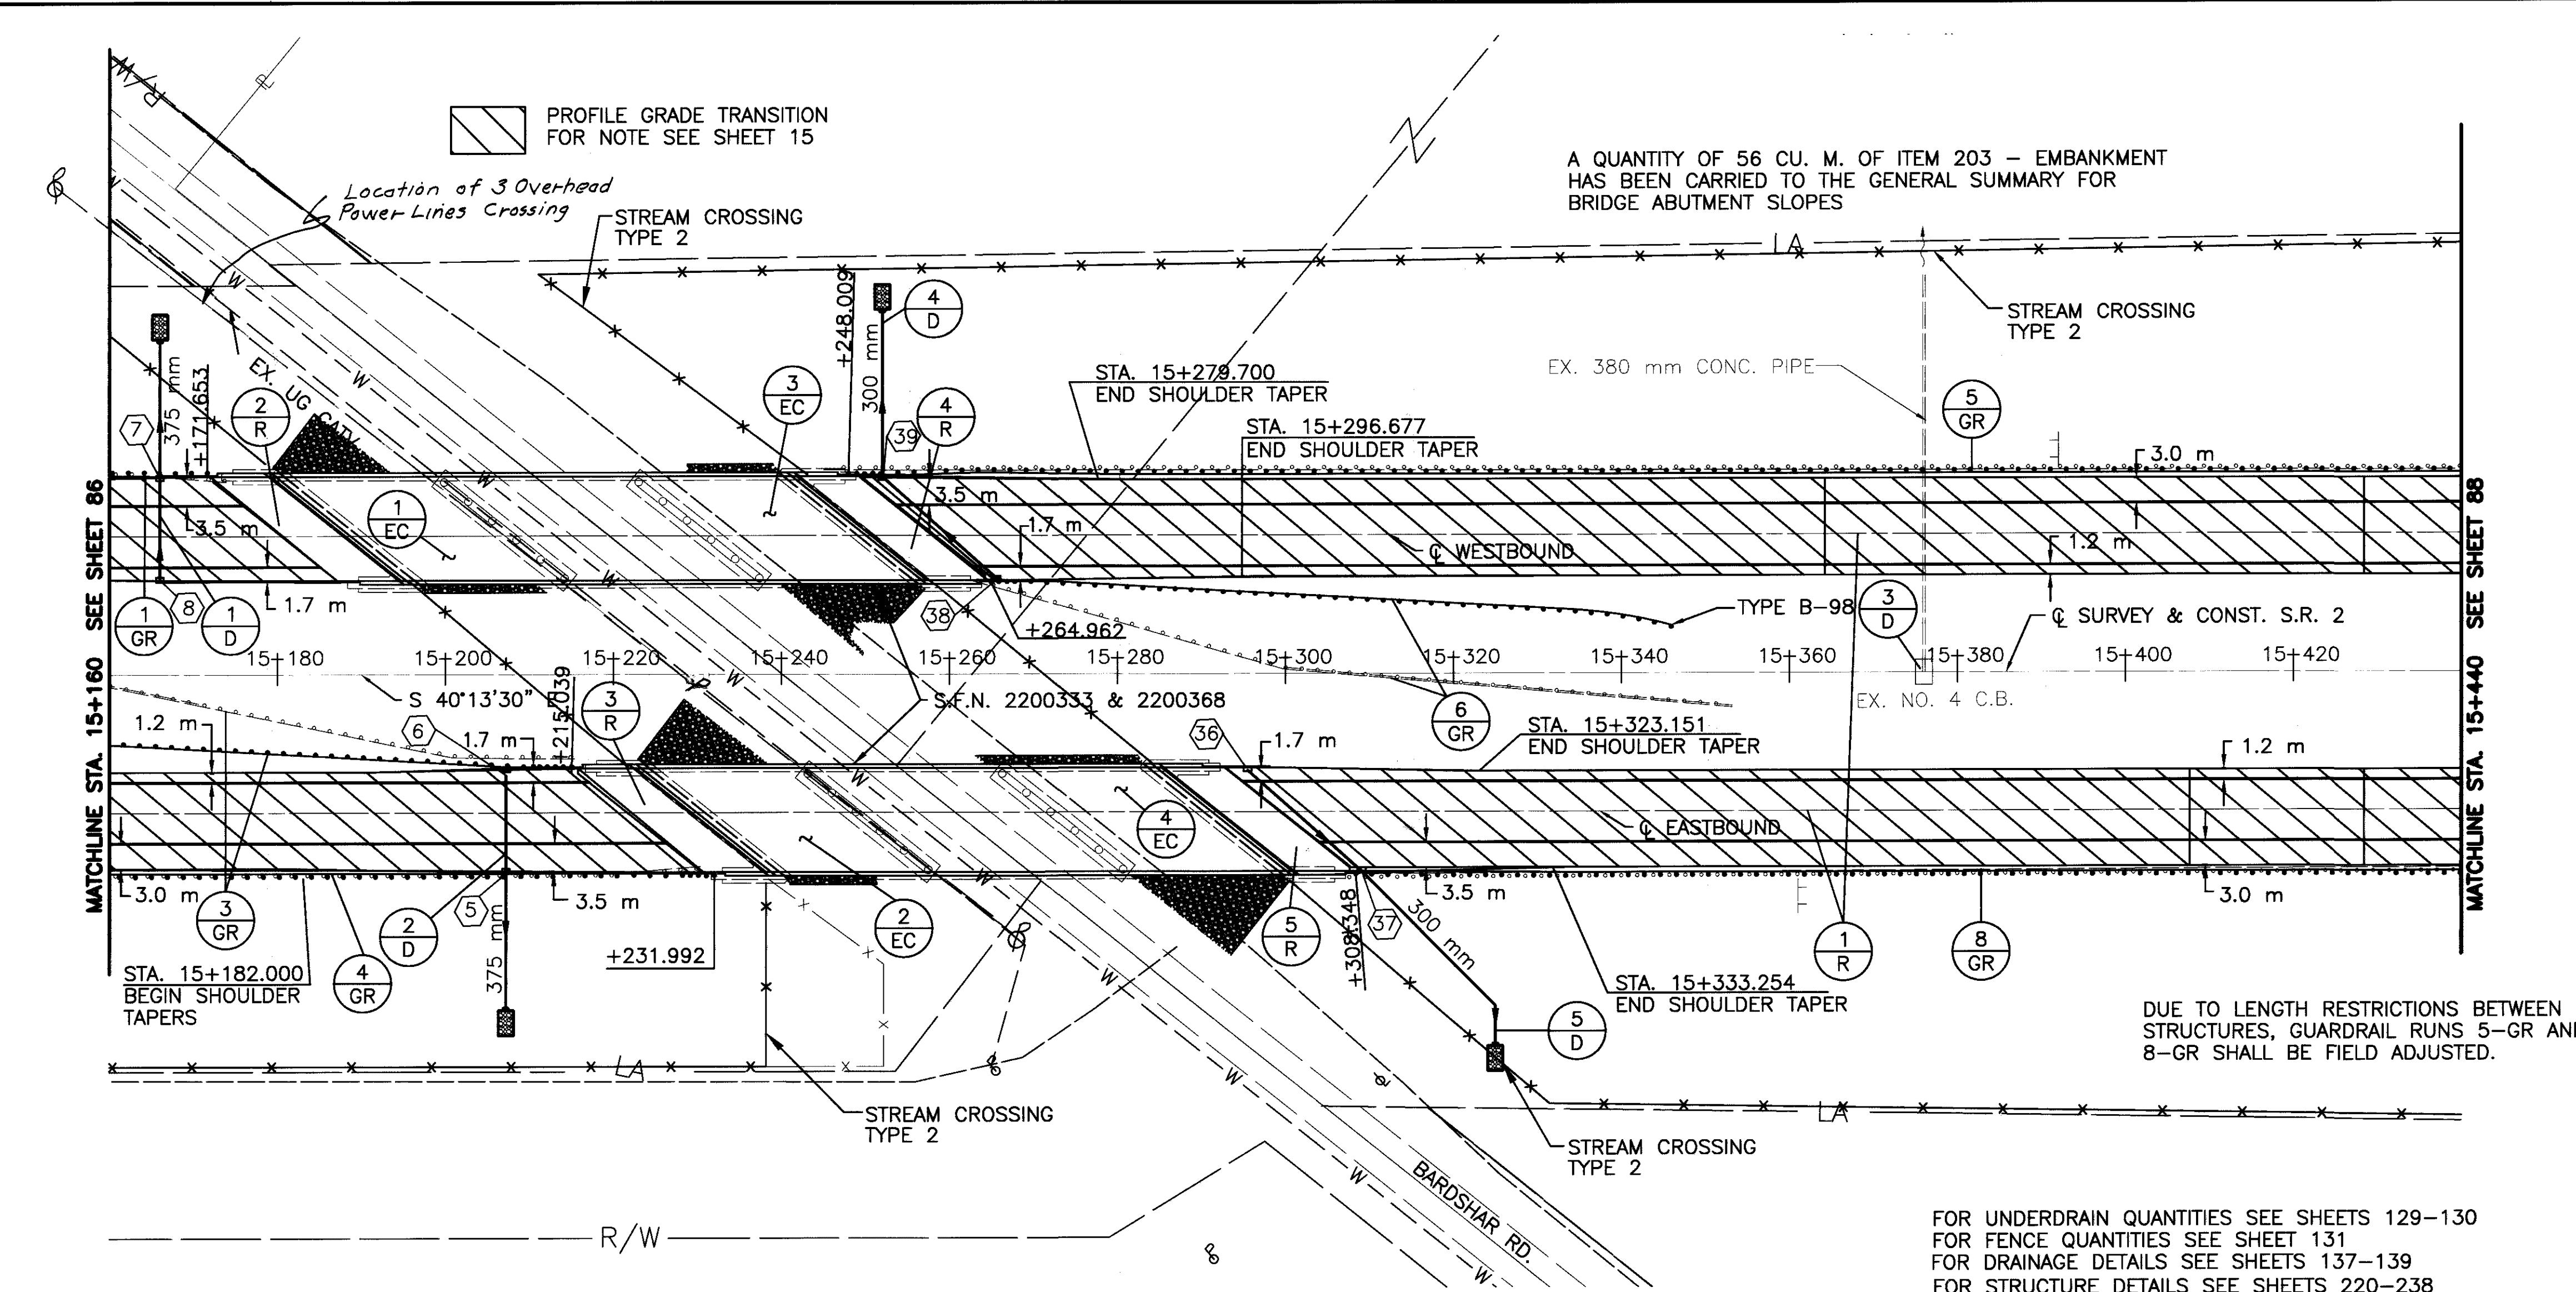 R/W
PROFILE GRADE TRANSITION
FOR NOTE SEE SHEET 15
Location of 3 Overhead
Power Lines Crossing
STREAM CROSSING
TYPE 2
A QUANTITY OF 56 CU. M. OF ITEM 203 – EMBANKMENT
HAS BEEN CARRIED TO THE GENERAL SUMMARY FOR
BRIDGE ABUTMENT SLOPES
LA
STREAM CROSSING
TYPE 2
+248.009
300 mm
4
D
375 mm
+171.653
EX. UG CATV
W
W
W
7
2
R
3
EC
39
4
R
STA. 15+279.700
END SHOULDER TAPER
STA. 15+296.677
END SHOULDER TAPER
EX. 380 mm CONC. PIPE
5
GR
3.0 m
MATCHLINE STA. 15+160 SEE SHEET 86
MATCHLINE STA. 15+440 SEE SHEET 88
W
1
EC
3.5 m
3.5 m
1.7 m
℄ WESTBOUND
1.2 m
W
1
GR
8
1
D
1.7 m
38
+264.962
TYPE B-98
3
D
℄ SURVEY & CONST. S.R. 2
15+180
15+200
15+220
15+240
15+260
15+280
15+300
15+320
15+340
15+360
15+380
15+400
15+420
W
S 40°13'30"
+215.039
3
R
S.F.N. 2200333 & 2200368
6
GR
EX. NO. 4 C.B.
1.2 m
6
1.7 m
36
1.7 m
STA. 15+323.151
END SHOULDER TAPER
1.2 m
W
4
EC
℄ EASTBOUND
3.0 m
3
GR
5
3.5 m
W
3.5 m
3.0 m
2
D
375 mm
2
EC
5
R
+308.348
37
300 mm
1
R
8
GR
+231.992
STA. 15+182.000
BEGIN SHOULDER
TAPERS
4
GR
W
STA. 15+333.254
END SHOULDER TAPER
5
D
DUE TO LENGTH RESTRICTIONS BETWEEN
STRUCTURES, GUARDRAIL RUNS 5-GR AN
8-GR SHALL BE FIELD ADJUSTED.
LA
W
LA
STREAM CROSSING
TYPE 2
STREAM CROSSING
TYPE 2
W
BARDSHAR RD.
R/W
W
FOR UNDERDRAIN QUANTITIES SEE SHEETS 129-130
FOR FENCE QUANTITIES SEE SHEET 131
FOR DRAINAGE DETAILS SEE SHEETS 137-139
FOR STRUCTURE DETAILS SEE SHEETS 220-238